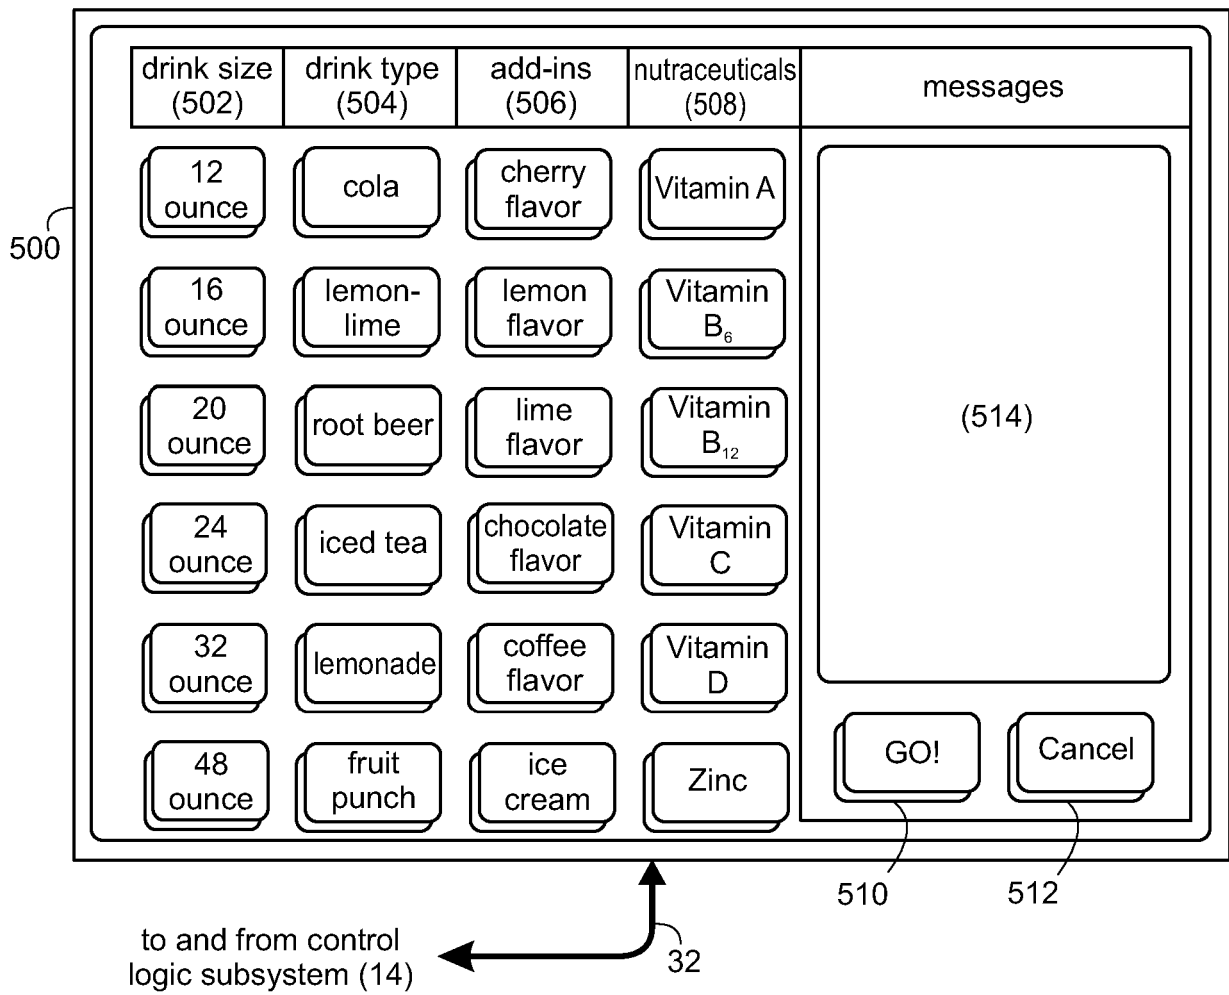 drink size
(502)
drink type
(504)
add-ins
(506)
nutraceuticals
(508)
messages
12
ounce
cola
cherry
flavor
Vitamin A
500
16
ounce
lemon-
lime
lemon
flavor
Vitamin
B₆
20
ounce
root beer
lime
flavor
Vitamin
B₁₂
(514)
24
ounce
iced tea
chocolate
flavor
Vitamin
C
32
ounce
lemonade
coffee
flavor
Vitamin
D
48
ounce
fruit
punch
ice
cream
Zinc
GO!
Cancel
510
512
to and from control
logic subsystem (14)
32